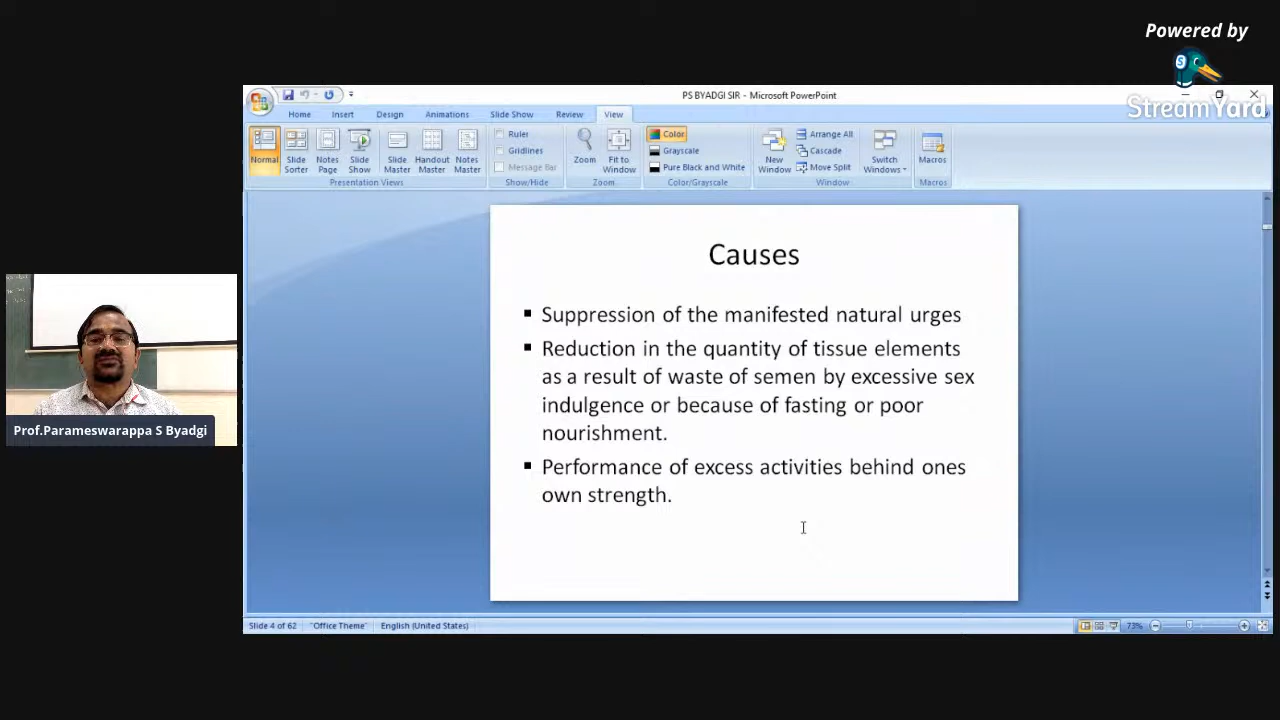 Powered by
StreamYard
PS BYADGI SIR - Microsoft PowerPoint
Home Insert Design Animations Slide Show Review View
Normal
Slide Sorter
Notes Page
Slide Show
Slide Master
Handout Master
Notes Master
Presentation Views
Ruler
Gridlines
Message Bar
Show/Hide
Zoom
Fit to Window
Zoom
Color
Grayscale
Pure Black and White
Color/Grayscale
New Window
Arrange All
Cascade
Move Split
Switch Windows
Window
Macros
Macros
Causes
Suppression of the manifested natural urges
Reduction in the quantity of tissue elements
as a result of waste of semen by excessive sex
indulgence or because of fasting or poor
nourishment.
Performance of excess activities behind ones
own strength.
Prof.Parameswarappa S Byadgi
Slide 4 of 62 "Office Theme" English (United States) 73%